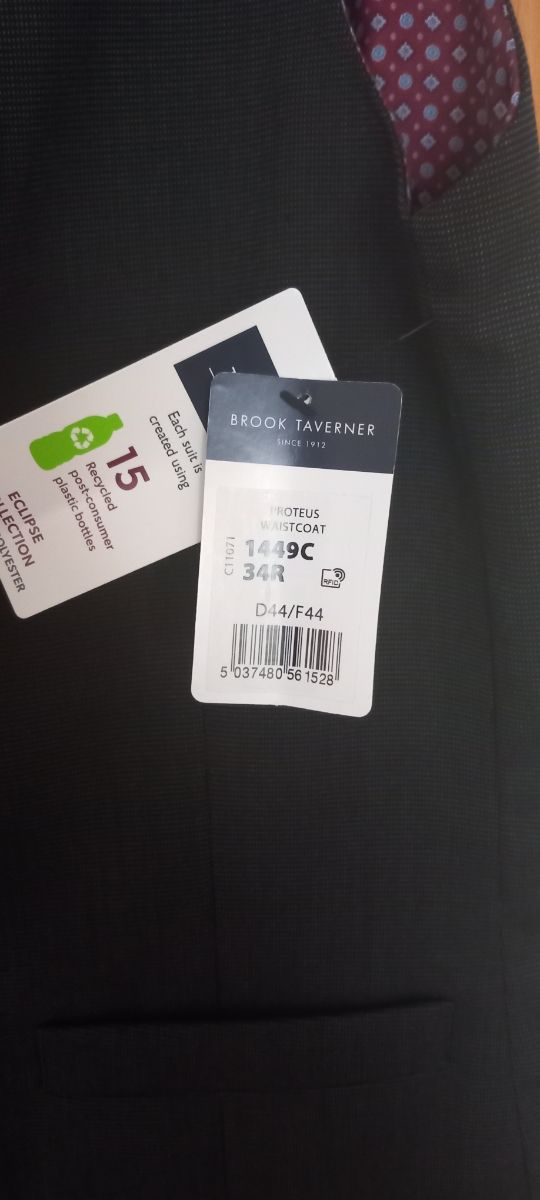 BROOK TAVERNER
SINCE 1912
PROTEUS
WAISTCOAT
C11071
1449C
34R
RFID
D44/F44
5 037480 561528
Each suit is
created using
15
Recycled
post-consumer
plastic bottles
ECLIPSE